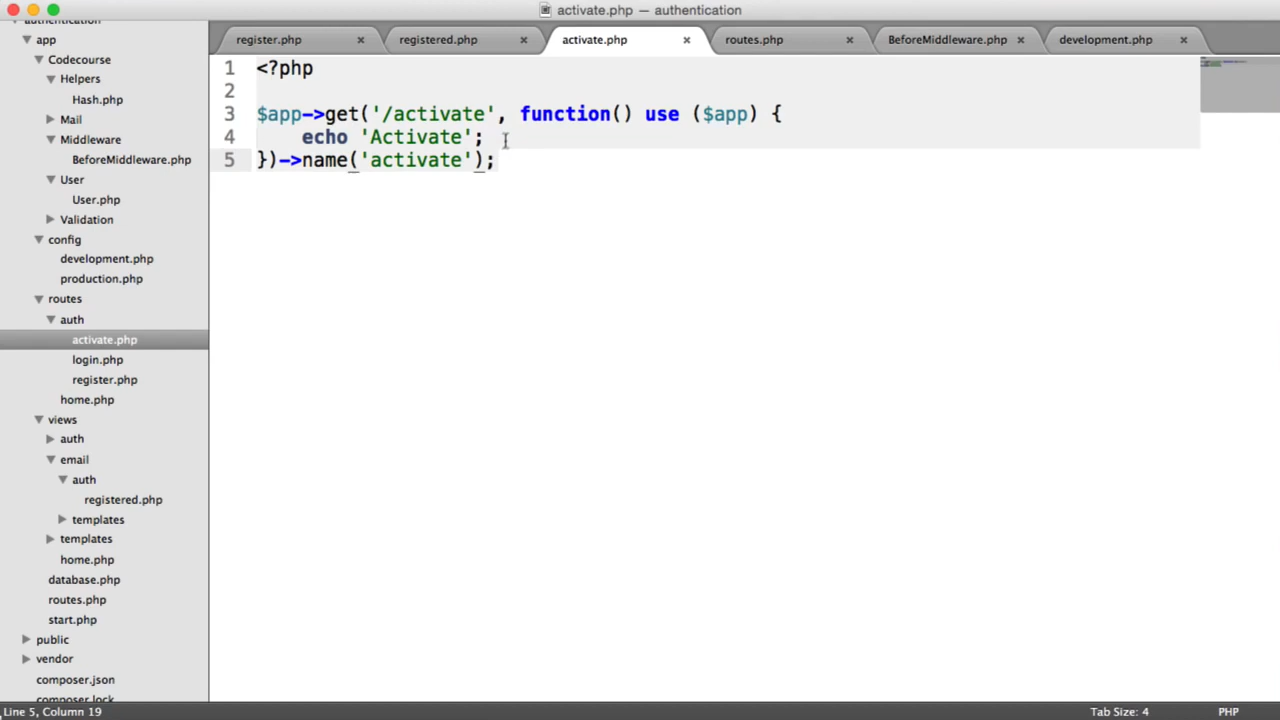 activate.php — authentication
authentication
app
Codecourse
Helpers
Hash.php
Mail
Middleware
BeforeMiddleware.php
User
User.php
Validation
config
development.php
production.php
routes
auth
activate.php
login.php
register.php
home.php
views
auth
email
auth
registered.php
templates
templates
home.php
database.php
routes.php
start.php
public
vendor
composer.json
composer.lock
register.php × registered.php × activate.php × routes.php × BeforeMiddleware.php × development.php ×
1 <?php
2
3 $app->get('/activate', function() use ($app) {
4 echo 'Activate';
5 })->name('activate');
Line 5, Column 19 Tab Size: 4 PHP